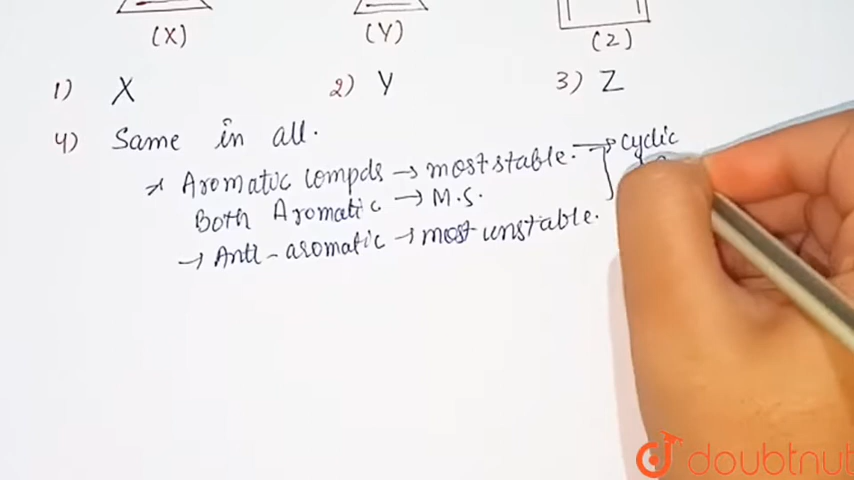 (X) (Y) (Z)
1) X 2) Y 3) Z
4) Same in all.
Aromatic compds → most stable. → cyclic
Both Aromatic → M.S.
→ Anti-aromatic → most unstable.
doubtnut